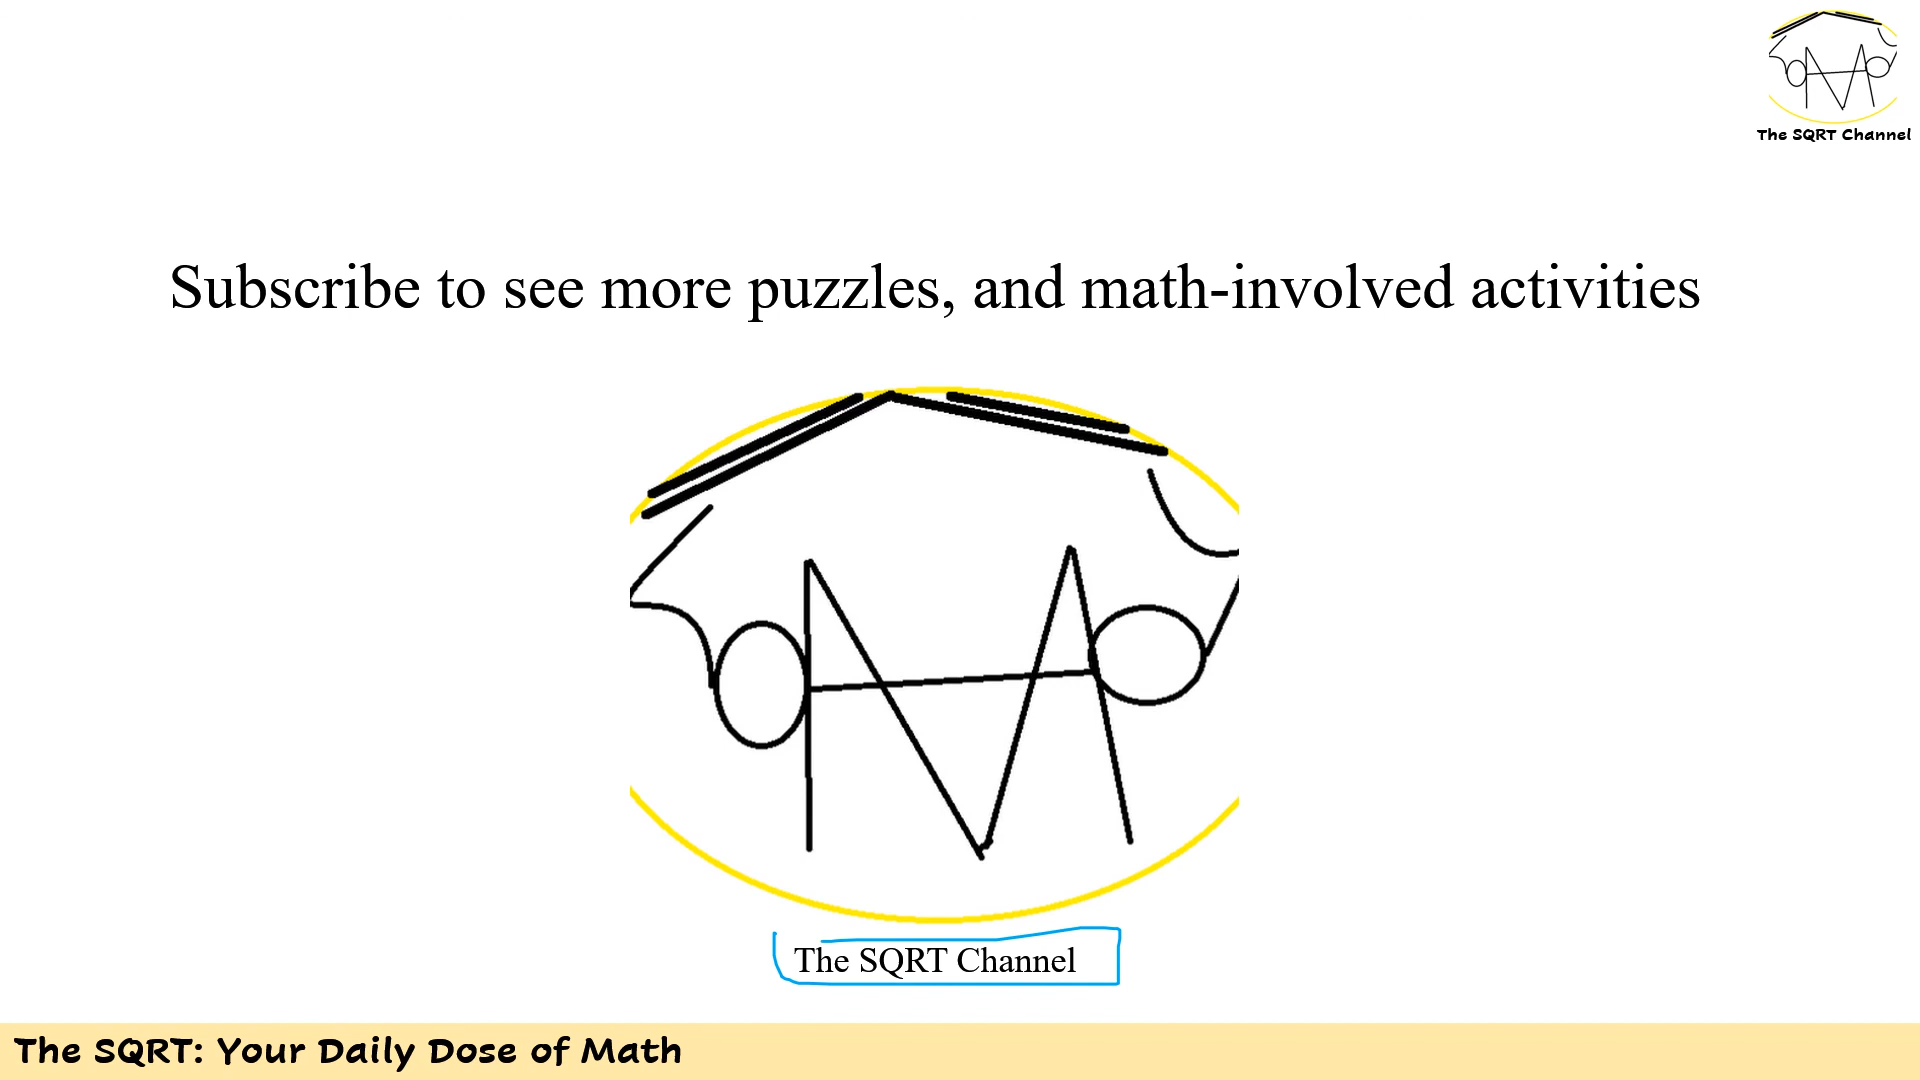 The SQRT Channel
Subscribe to see more puzzles, and math-involved activities
The SQRT Channel
The SQRT: Your Daily Dose of Math